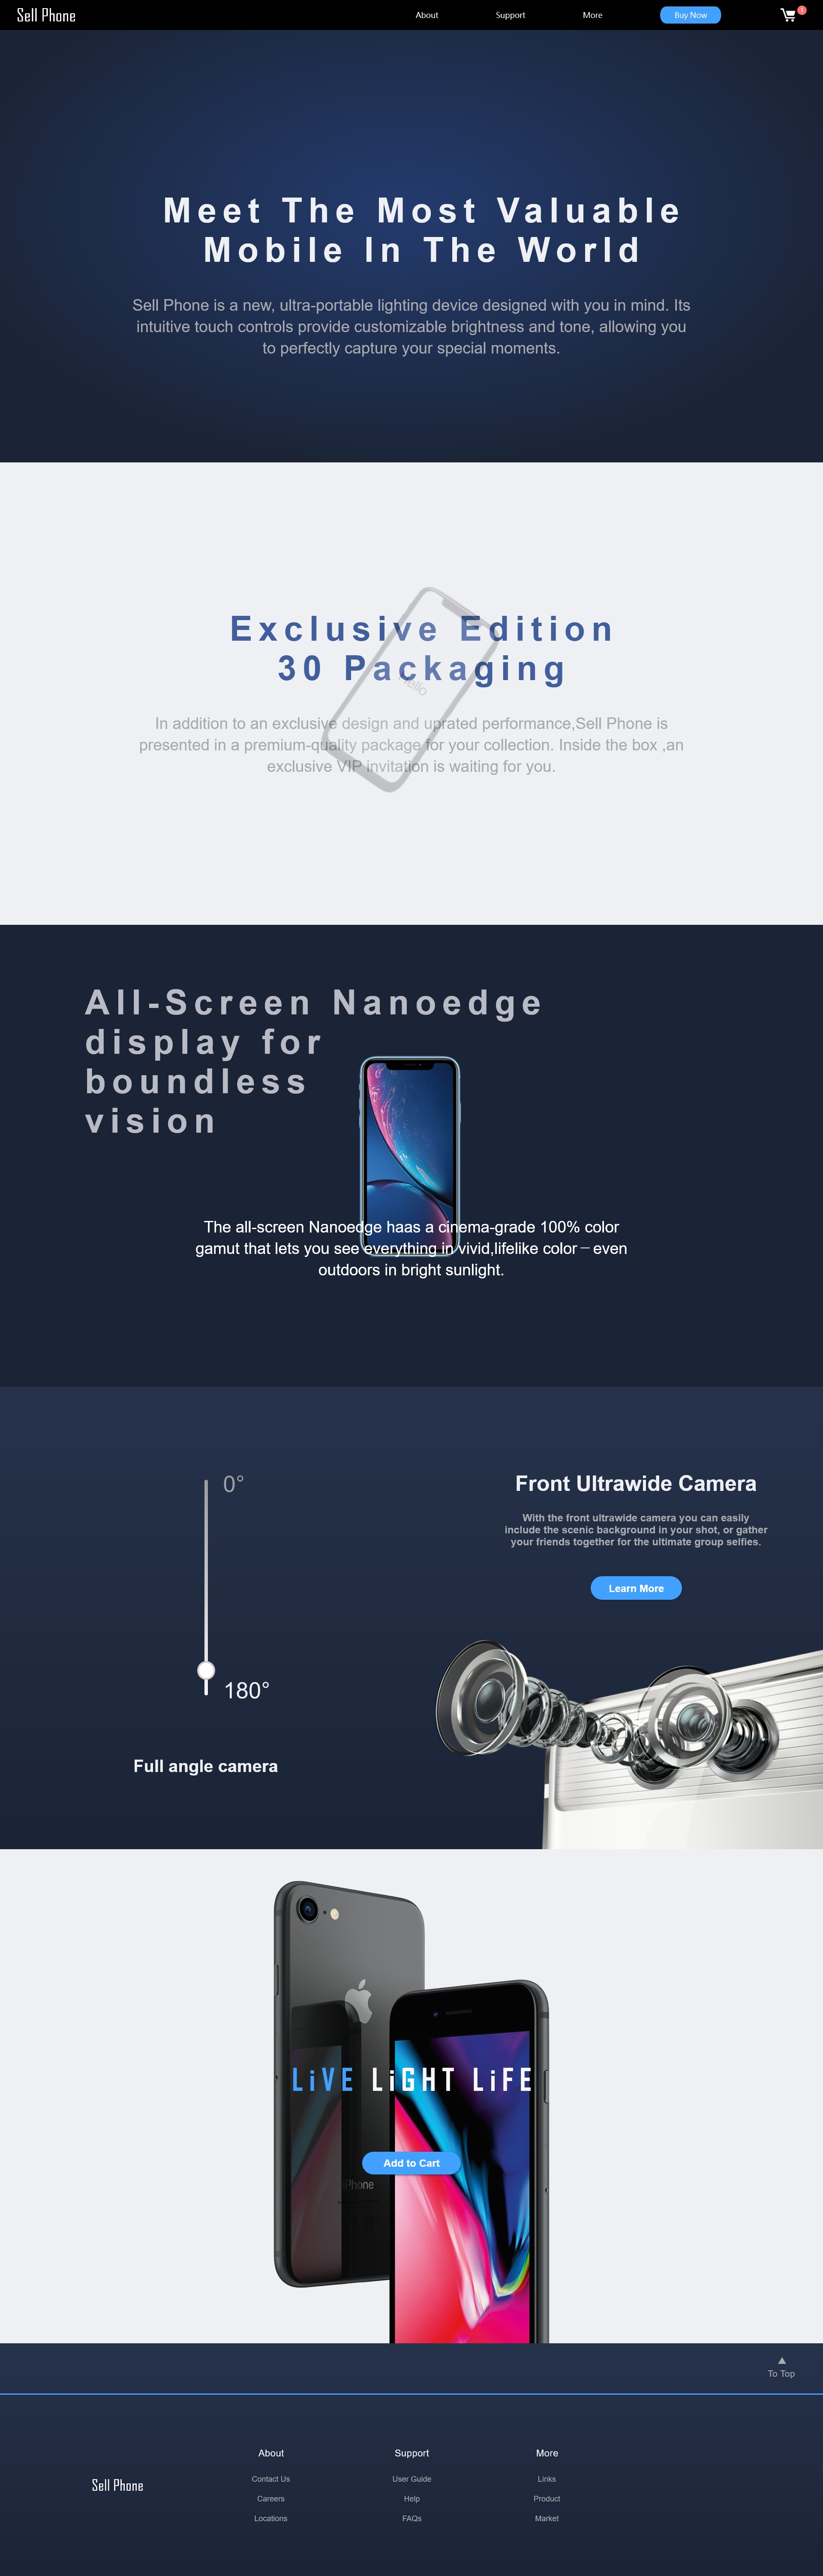 Sell Phone
About
Support
More
Buy Now
1
Meet The Most Valuable
Mobile In The World
Sell Phone is a new, ultra-portable lighting device designed with you in mind. Its
intuitive touch controls provide customizable brightness and tone, allowing you
to perfectly capture your special moments.
Exclusive Edition
30 Packaging
Hello
In addition to an exclusive design and uprated performance,Sell Phone is
presented in a premium-quality package for your collection. Inside the box ,an
exclusive VIP invitation is waiting for you.
All-Screen Nanoedge
display for
boundless
vision
The all-screen Nanoedge haas a cinema-grade 100% color
gamut that lets you see everything in vivid,lifelike color－even
outdoors in bright sunlight.
0°
180°
Full angle camera
Front Ultrawide Camera
With the front ultrawide camera you can easily
include the scenic background in your shot, or gather
your friends together for the ultimate group selfies.
Learn More
LiVE LiGHT LiFE
Add to Cart
iPhone
To Top
Sell Phone
About
Contact Us
Careers
Locations
Support
User Guide
Help
FAQs
More
Links
Product
Market